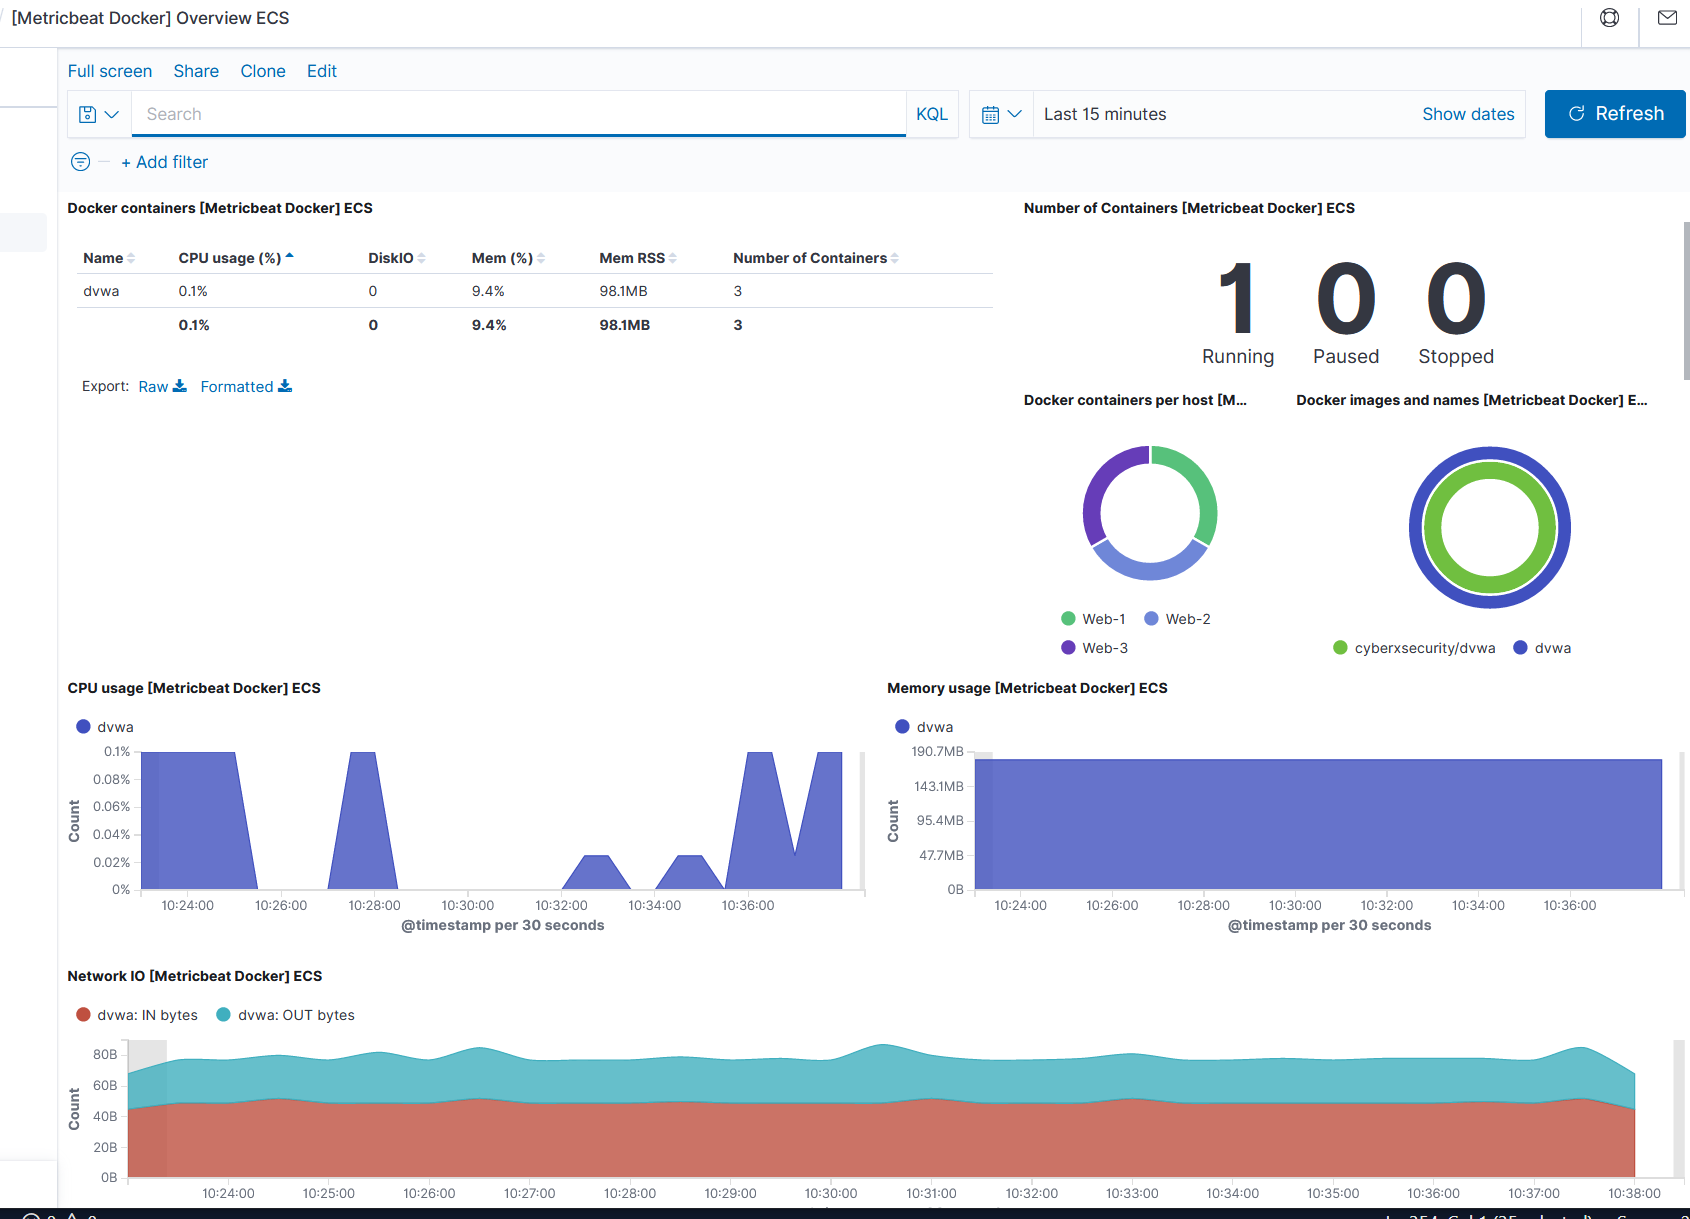 [Metricbeat Docker] Overview ECS
Full screen Share Clone Edit
Search KQL Last 15 minutes Show dates Refresh
+ Add filter
Docker containers [Metricbeat Docker] ECS
Name CPU usage (%) DiskIO Mem (%) Mem RSS Number of Containers
dvwa 0.1% 0 9.4% 98.1MB 3
0.1% 0 9.4% 98.1MB 3
Export: Raw Formatted
Number of Containers [Metricbeat Docker] ECS
1 0 0
Running Paused Stopped
Docker containers per host [M...
Web-1 Web-2
Web-3
Docker images and names [Metricbeat Docker] E...
cyberxsecurity/dvwa dvwa
CPU usage [Metricbeat Docker] ECS
dvwa
0.1%
0.08%
0.06%
0.04%
0.02%
0%
Count
10:24:00 10:26:00 10:28:00 10:30:00 10:32:00 10:34:00 10:36:00
@timestamp per 30 seconds
Memory usage [Metricbeat Docker] ECS
dvwa
190.7MB
143.1MB
95.4MB
47.7MB
0B
Count
10:24:00 10:26:00 10:28:00 10:30:00 10:32:00 10:34:00 10:36:00
@timestamp per 30 seconds
Network IO [Metricbeat Docker] ECS
dvwa: IN bytes dvwa: OUT bytes
80B
60B
40B
20B
0B
Count
10:24:00 10:25:00 10:26:00 10:27:00 10:28:00 10:29:00 10:30:00 10:31:00 10:32:00 10:33:00 10:34:00 10:35:00 10:36:00 10:37:00 10:38:00